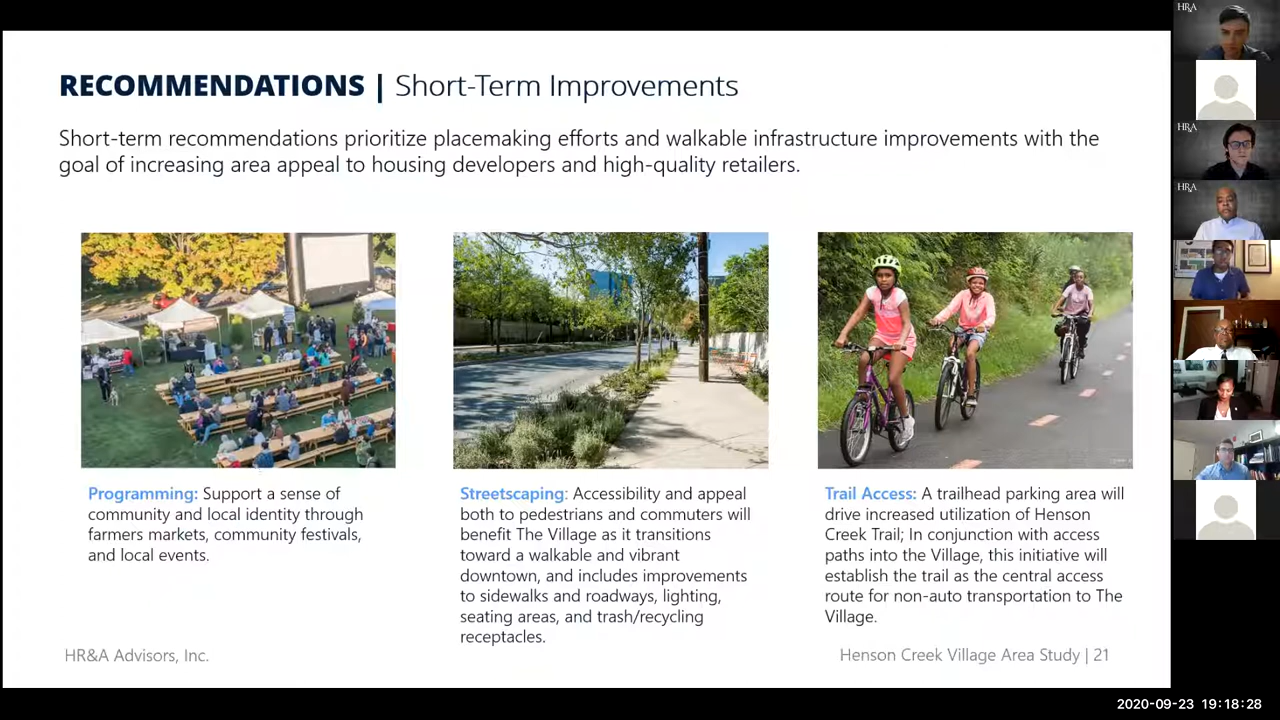 RECOMMENDATIONS | Short-Term Improvements
Short-term recommendations prioritize placemaking efforts and walkable infrastructure improvements with the
goal of increasing area appeal to housing developers and high-quality retailers.
Programming: Support a sense of
community and local identity through
farmers markets, community festivals,
and local events.
Streetscaping: Accessibility and appeal
both to pedestrians and commuters will
benefit The Village as it transitions
toward a walkable and vibrant
downtown, and includes improvements
to sidewalks and roadways, lighting,
seating areas, and trash/recycling
receptacles.
Trail Access: A trailhead parking area will
drive increased utilization of Henson
Creek Trail; In conjunction with access
paths into the Village, this initiative will
establish the trail as the central access
route for non-auto transportation to The
Village.
HR&A Advisors, Inc.
Henson Creek Village Area Study | 21
HRA
HRA
HRA
2020-09-23 19:18:28